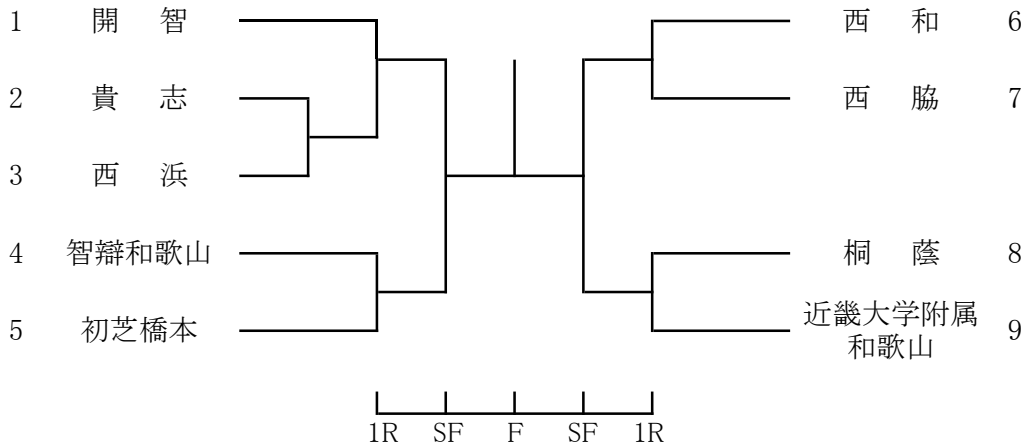 1 開 智
2 貴 志
3 西 浜
4 智辯和歌山
5 初芝橋本
西 和 6
西 脇 7
桐 蔭 8
近畿大学附属
和歌山 9
1R SF F SF 1R